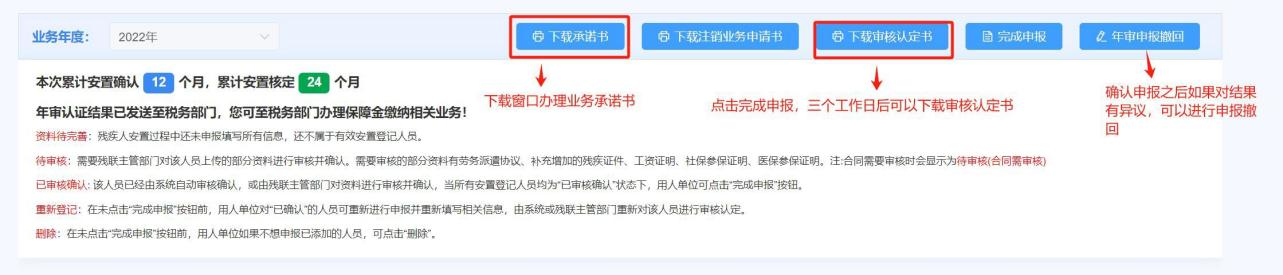 业务年度： 2022年 下载承诺书 下载注销业务申请书 下载审核认定书 完成申报 年审申报撤回
本次累计安置确认 12 个月，累计安置核定 24 个月
下载窗口办理业务承诺书
点击完成申报，三个工作日后可以下载审核认定书
确认申报之后如果对结果
有异议，可以进行申报撤
回
年审认证结果已发送至税务部门，您可至税务部门办理保障金缴纳相关业务！
资料待完善：残疾人安置过程中还未申报填写所有信息，还不属于有效安置登记人员。
待审核：需要残联主管部门对该人员上传的部分资料进行审核并确认。需要审核的部分资料有劳务派遣协议、补充增加的残疾证件、工资证明、社保参保证明、医保参保证明。注:合同需要审核时会显示为待审核(合同需审核)
已审核确认: 该人员已经由系统自动审核确认，或由残联主管部门对资料进行审核并确认，当所有安置登记人员均为"已审核确认"状态下，用人单位可点击"完成申报"按钮。
重新登记：在未点击"完成申报"按钮前，用人单位对"已确认"的人员可重新进行申报并重新填写相关信息，由系统或残联主管部门重新对该人员进行审核认定。
删除：在未点击"完成申报"按钮前，用人单位如果不想申报已添加的人员，可点击"删除"。